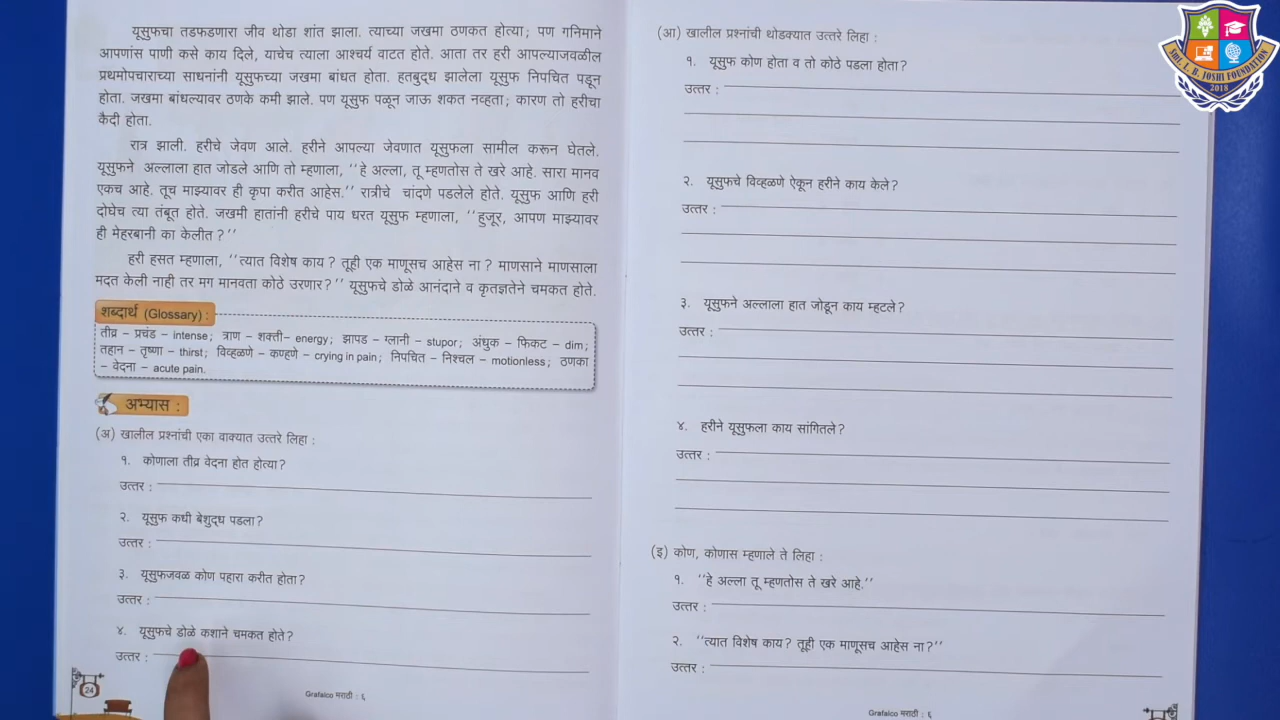 यूसुफचा तडफडणारा जीव थोडा शांत झाला. त्याच्या जखमा ठणकत होत्या; पण गनिमाने
आपणांस पाणी कसे काय दिले, याचेच त्याला आश्चर्य वाटत होते. आता तर हरी आपल्याजवळील
प्रथमोपचाराच्या साधनांनी यूसुफच्या जखमा बांधत होता. हतबुद्ध झालेला यूसुफ निपचित पडून
होता. जखमा बांधल्यावर ठणके कमी झाले. पण यूसुफ पळून जाऊ शकत नव्हता; कारण तो हरीचा
कैदी होता.
रात्र झाली. हरीचे जेवण आले. हरीने आपल्या जेवणात यूसुफला सामील करून घेतले.
यूसुफने अल्लाला हात जोडले आणि तो म्हणाला, ‘‘हे अल्ला, तू म्हणतोस ते खरे आहे. सारा मानव
एकच आहे. तूच माझ्यावर ही कृपा करीत आहेस.’’ रात्रीचे चांदणे पडलेले होते. यूसुफ आणि हरी
दोघेच त्या तंबूत होते. जखमी हातांनी हरीचे पाय धरत यूसुफ म्हणाला, ‘‘हुजूर, आपण माझ्यावर
ही मेहरबानी का केलीत ?’’
हरी हसत म्हणाला, ‘‘त्यात विशेष काय? तूही एक माणूसच आहेस ना? माणसाने माणसाला
मदत केली नाही तर मग मानवता कोठे उरणार?’’ यूसुफचे डोळे आनंदाने व कृतज्ञतेने चमकत होते.
शब्दार्थ (Glossary) :
तीव्र – प्रचंड – intense; त्राण – शक्ती– energy; झापड – ग्लानी – stupor; अंधुक – फिकट – dim;
तहान – तृष्णा – thirst; विव्हळणे – कण्हणे – crying in pain; निपचित – निश्चल – motionless; ठणका
– वेदना – acute pain.
अभ्यास :
(अ) खालील प्रश्नांची एका वाक्यात उत्तरे लिहा :
१. कोणाला तीव्र वेदना होत होत्या?
उत्तर :
२. यूसुफ कधी बेशुद्ध पडला?
उत्तर :
३. यूसुफजवळ कोण पहारा करीत होता?
उत्तर :
४. यूसुफचे डोळे कशाने चमकत होते?
उत्तर :
24
Grafalco मराठी : ६
(आ) खालील प्रश्नांची थोडक्यात उत्तरे लिहा :
१. यूसुफ कोण होता व तो कोठे पडला होता?
उत्तर :
२. यूसुफचे विव्हळणे ऐकून हरीने काय केले?
उत्तर :
३. यूसुफने अल्लाला हात जोडून काय म्हटले?
उत्तर :
४. हरीने यूसुफला काय सांगितले?
उत्तर :
(इ) कोण, कोणास म्हणाले ते लिहा :
१. ‘‘हे अल्ला तू म्हणतोस ते खरे आहे.’’
उत्तर :
२. ‘‘त्यात विशेष काय? तूही एक माणूसच आहेस ना?’’
उत्तर :
Grafalco मराठी : ६
SHI. L. B. JOSHI FOUNDATION
2018